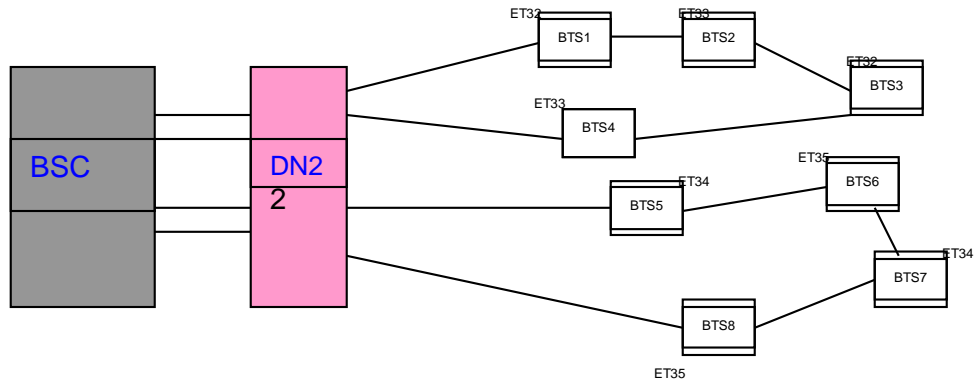 ET32
ET33
BTS1
BTS2
ET32
BTS3
ET33
BTS4
BSC
DN2
2
ET35
ET34
BTS6
BTS5
ET34
BTS7
BTS8
ET35